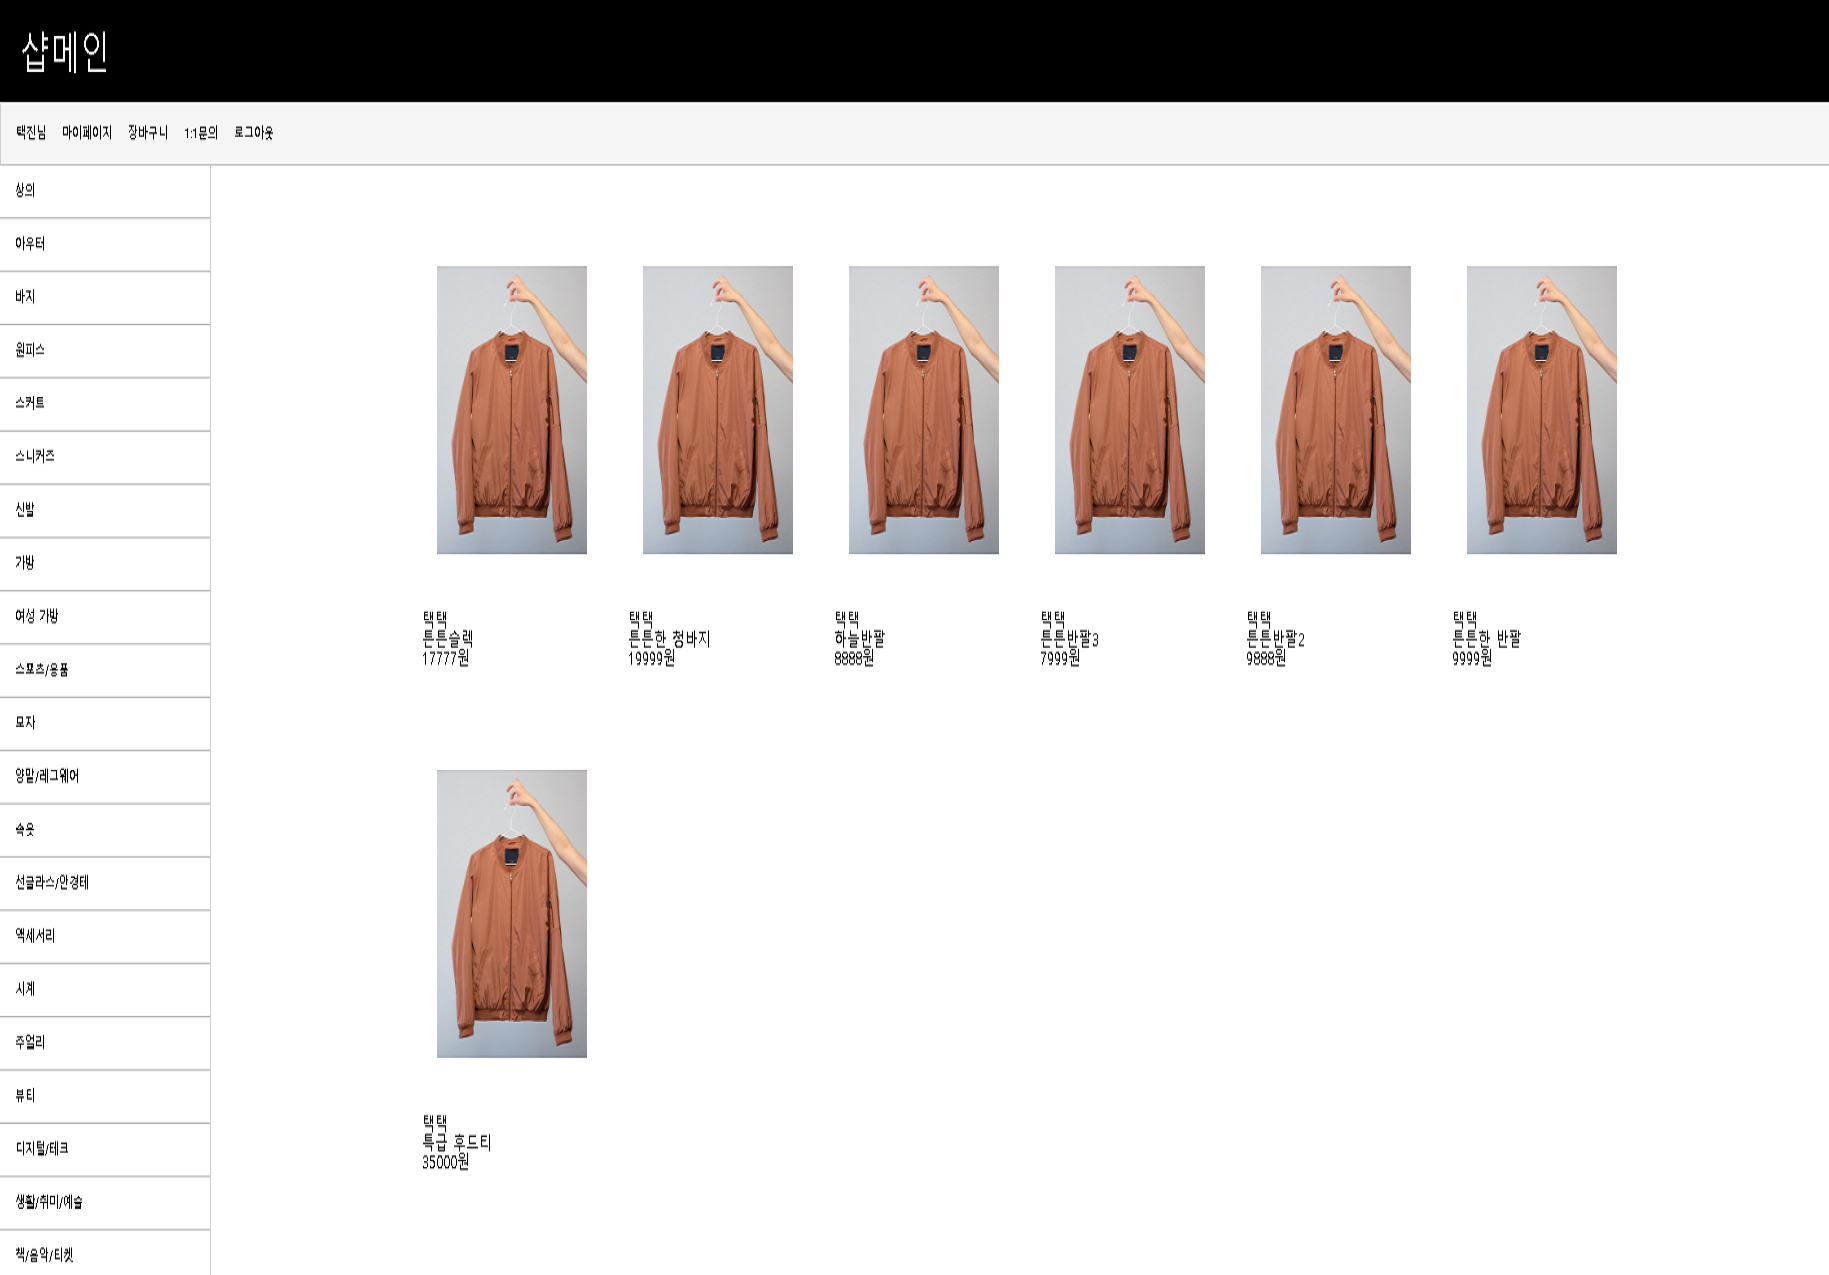 샵메인
택진님 마이페이지 장바구니 1:1문의 로그아웃
상의
아우터
바지
원피스
스커트
스니커즈
신발
가방
여성 가방
스포츠/용품
모자
양말/레그웨어
속옷
선글라스/안경테
액세서리
시계
주얼리
뷰티
디지털/테크
생활/취미/예술
책/음악/티켓
택택
튼튼슬렉
17777원
택택
튼튼한 청바지
19999원
택택
하늘반팔
8888원
택택
튼튼반팔3
7999원
택택
튼튼반팔2
9888원
택택
튼튼한 반팔
9999원
택택
특급 후드티
35000원